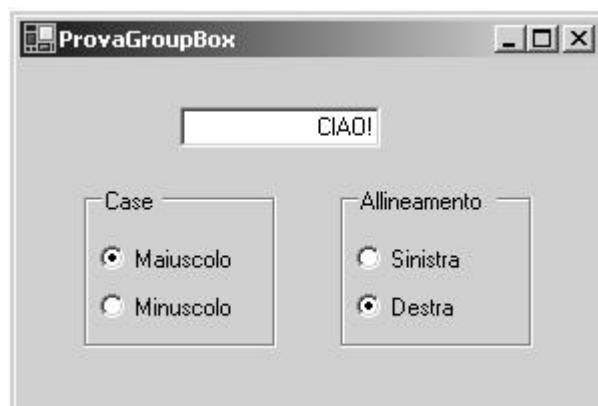 ProvaGroupBox
CIAO!
Case
Maiuscolo
Minuscolo
Allineamento
Sinistra
Destra